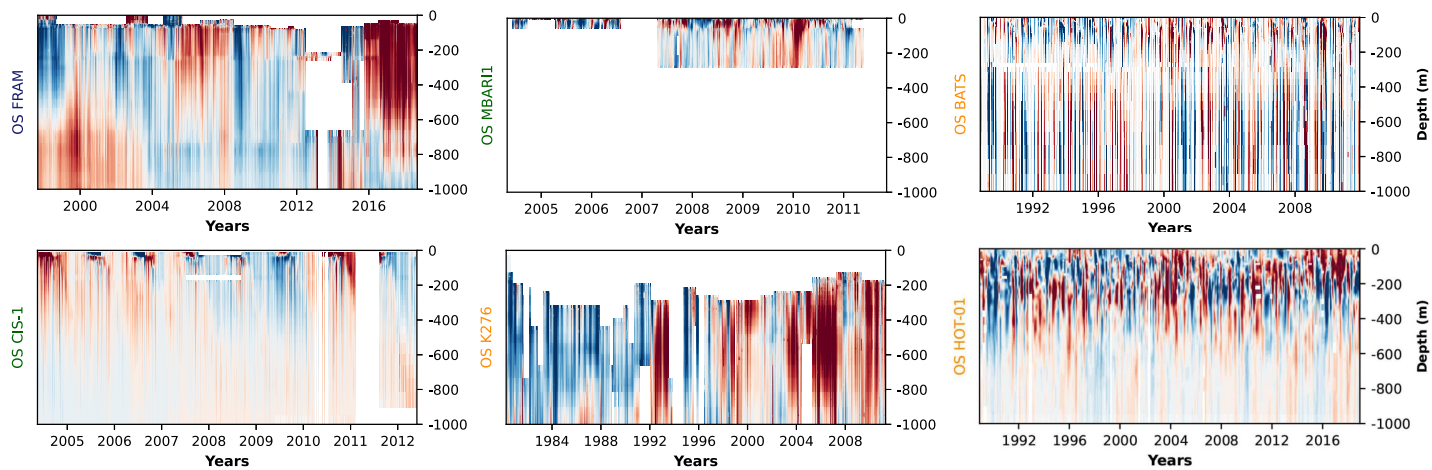 OS FRAM
0
-200
-400
-600
-800
-1000
2000 2004 2008 2012 2016
Years
OS MBARI1
0
-200
-400
-600
-800
-1000
2005 2006 2007 2008 2009 2010 2011
Years
OS BATS
0
-200
-400
-600
-800
-1000
Depth (m)
1992 1996 2000 2004 2008
Years
OS CIS-1
0
-200
-400
-600
-800
-1000
2005 2006 2007 2008 2009 2010 2011 2012
Years
OS K276
0
-200
-400
-600
-800
-1000
1984 1988 1992 1996 2000 2004 2008
Years
OS HOT-01
0
-200
-400
-600
-800
-1000
Depth (m)
1992 1996 2000 2004 2008 2012 2016
Years